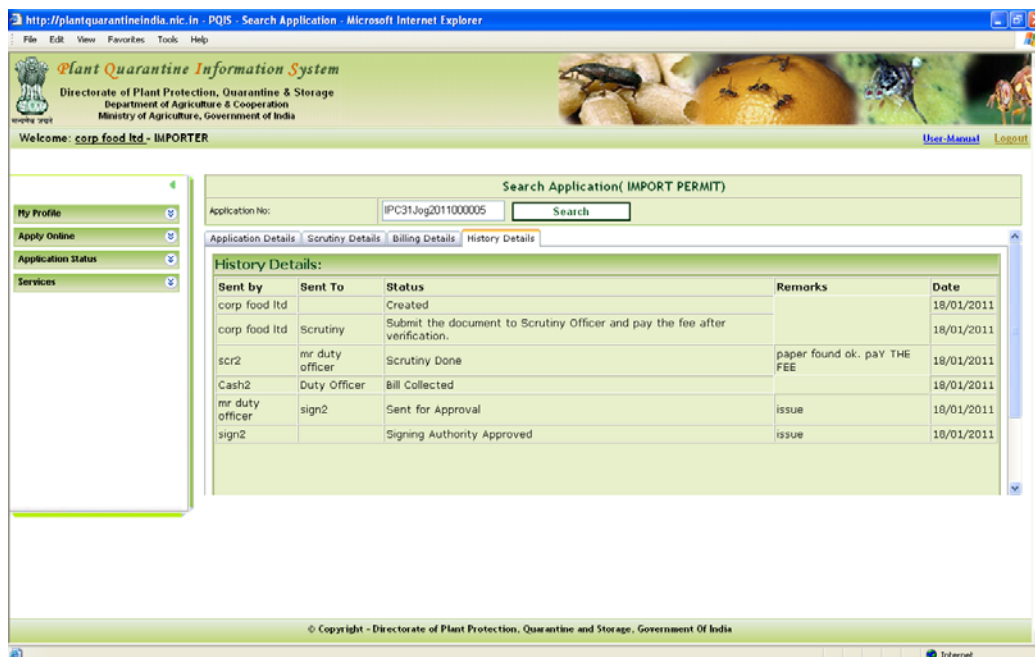 http://plantquarantineindia.nic.in - PQIS - Search Application - Microsoft Internet Explorer
File Edit View Favorites Tools Help
Plant Quarantine Information System
Directorate of Plant Protection, Quarantine & Storage
Department of Agriculture & Cooperation
Ministry of Agriculture, Government of India
सत्यमेव जयते
Welcome: corp food ltd - IMPORTER
User-Manual Logout
Search Application( IMPORT PERMIT)
My Profile
Apply Online
Application Status
Services
Application No: IPC31Jog2011000005 Search
Application Details Scrutiny Details Billing Details History Details
History Details:
Sent by Sent To Status Remarks Date
corp food ltd Created 18/01/2011
corp food ltd Scrutiny Submit the document to Scrutiny Officer and pay the fee after verification. 18/01/2011
scr2 mr duty officer Scrutiny Done paper found ok. paY THE FEE 18/01/2011
Cash2 Duty Officer Bill Collected 18/01/2011
mr duty officer sign2 Sent for Approval issue 18/01/2011
sign2 Signing Authority Approved issue 18/01/2011
© Copyright - Directorate of Plant Protection, Quarantine and Storage, Government Of India
Internet